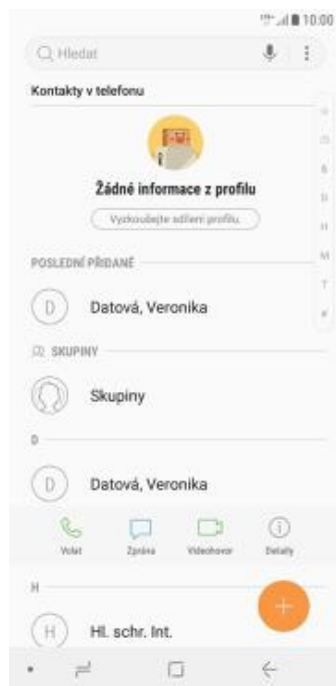 10:00
Hledat
Kontakty v telefonu
Žádné informace z profilu
Vyzkoušejte sdílení profilu.
POSLEDNÍ PŘIDANÉ
D
Datová, Veronika
SKUPINY
Skupiny
D
D
Datová, Veronika
Volat
Zpráva
Videohovor
Detaily
H
H
Hl. schr. Int.
D
H
M
T
#